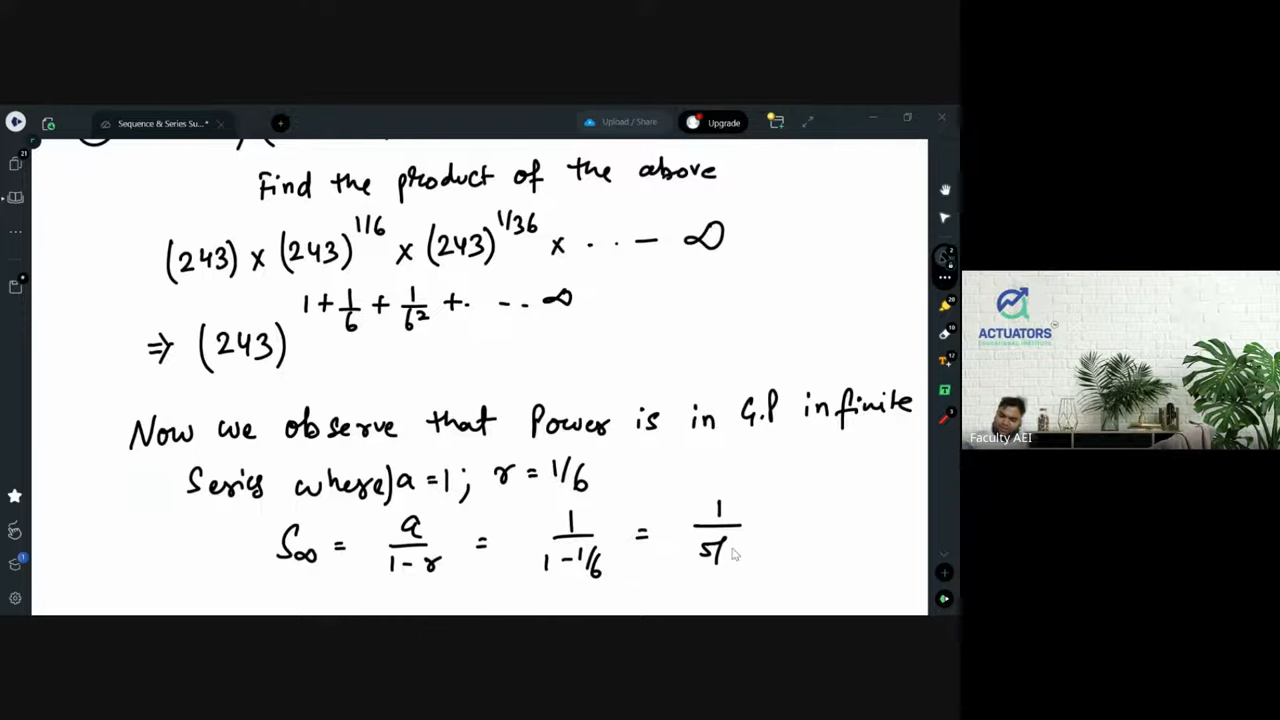 21
Sequence & Series Su...*
Upload / Share
Upgrade
Find the product of the above
(243) x (243)^1/6 x (243)^1/36 x ... — ∞
1 + 1/6 + 1/6² + ... -- ∞
⇒ (243)
Now we observe that Power is in G.P infinite
Series where) a = 1; r = 1/6
S∞ = a/1-r = 1/1-1/6 = 1/5/
ACTUATORS
Faculty AEI